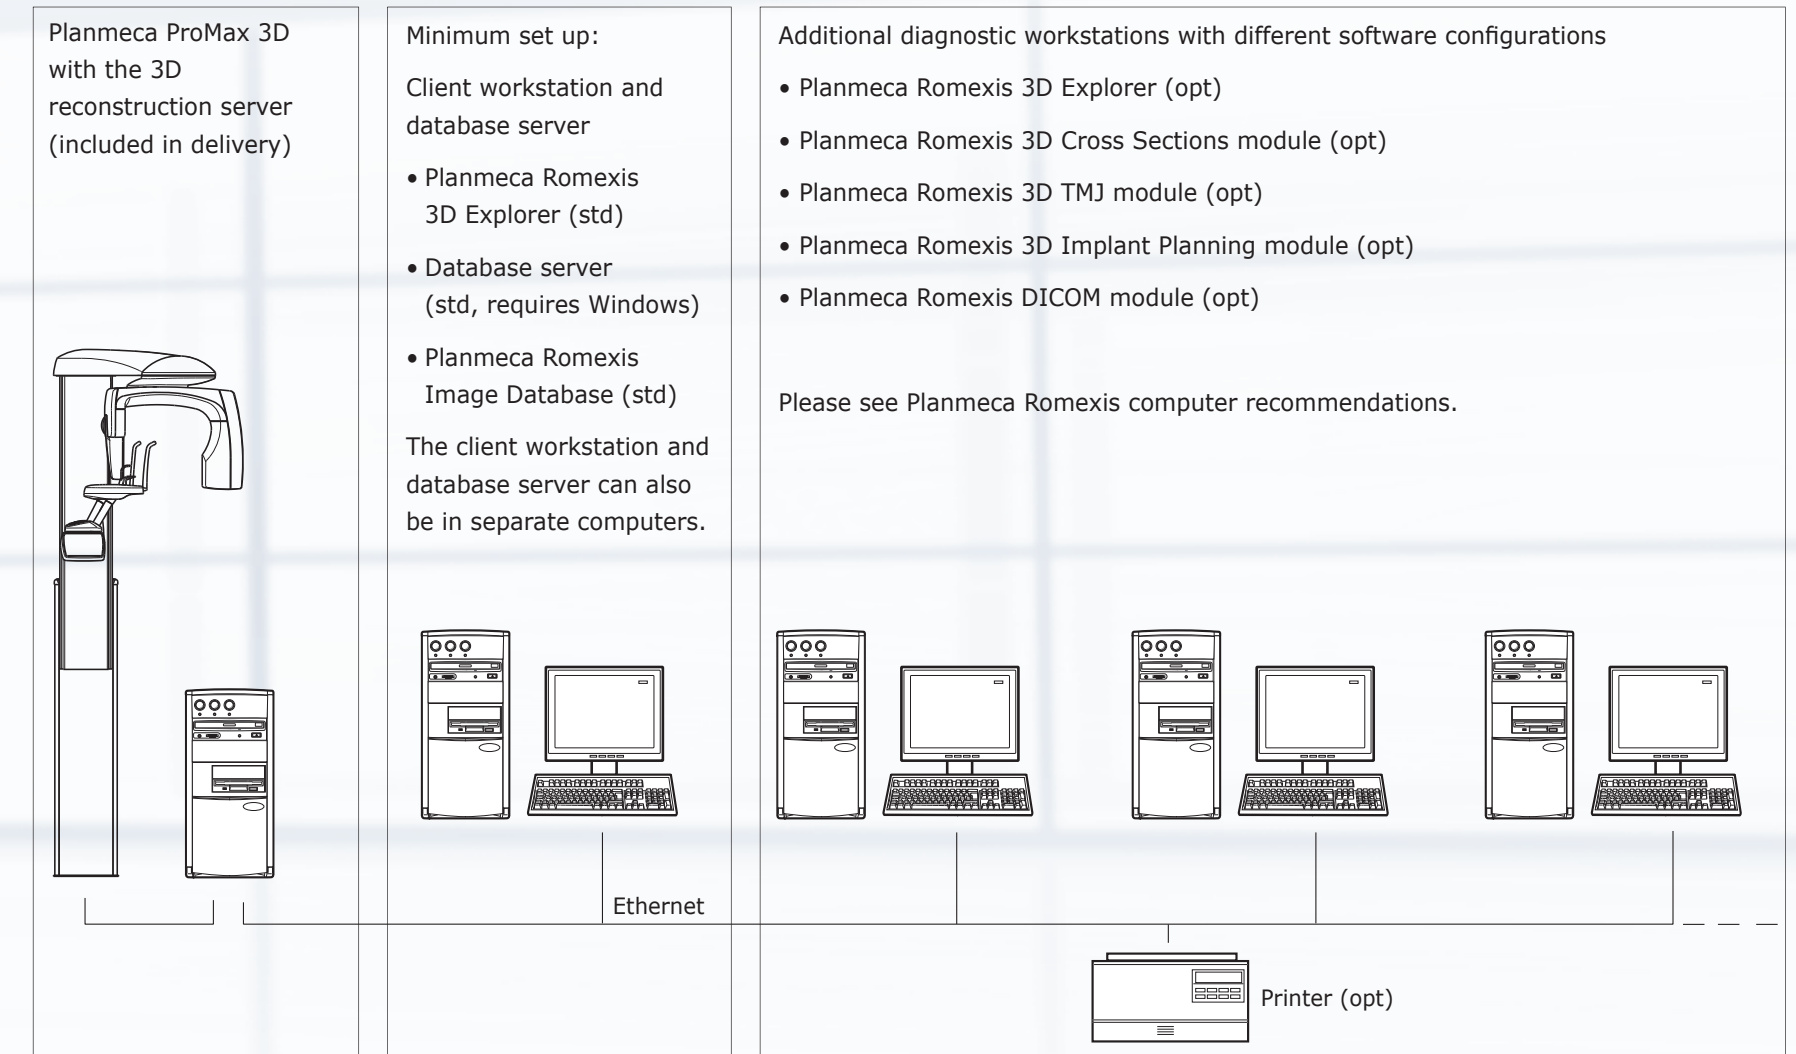 Planmeca ProMax 3D
with the 3D
reconstruction server
(included in delivery)
Minimum set up:
Client workstation and
database server
• Planmeca Romexis
3D Explorer (std)
• Database server
(std, requires Windows)
• Planmeca Romexis
Image Database (std)
The client workstation and
database server can also
be in separate computers.
Additional diagnostic workstations with different software configurations
• Planmeca Romexis 3D Explorer (opt)
• Planmeca Romexis 3D Cross Sections module (opt)
• Planmeca Romexis 3D TMJ module (opt)
• Planmeca Romexis 3D Implant Planning module (opt)
• Planmeca Romexis DICOM module (opt)
Please see Planmeca Romexis computer recommendations.
Ethernet
Printer (opt)